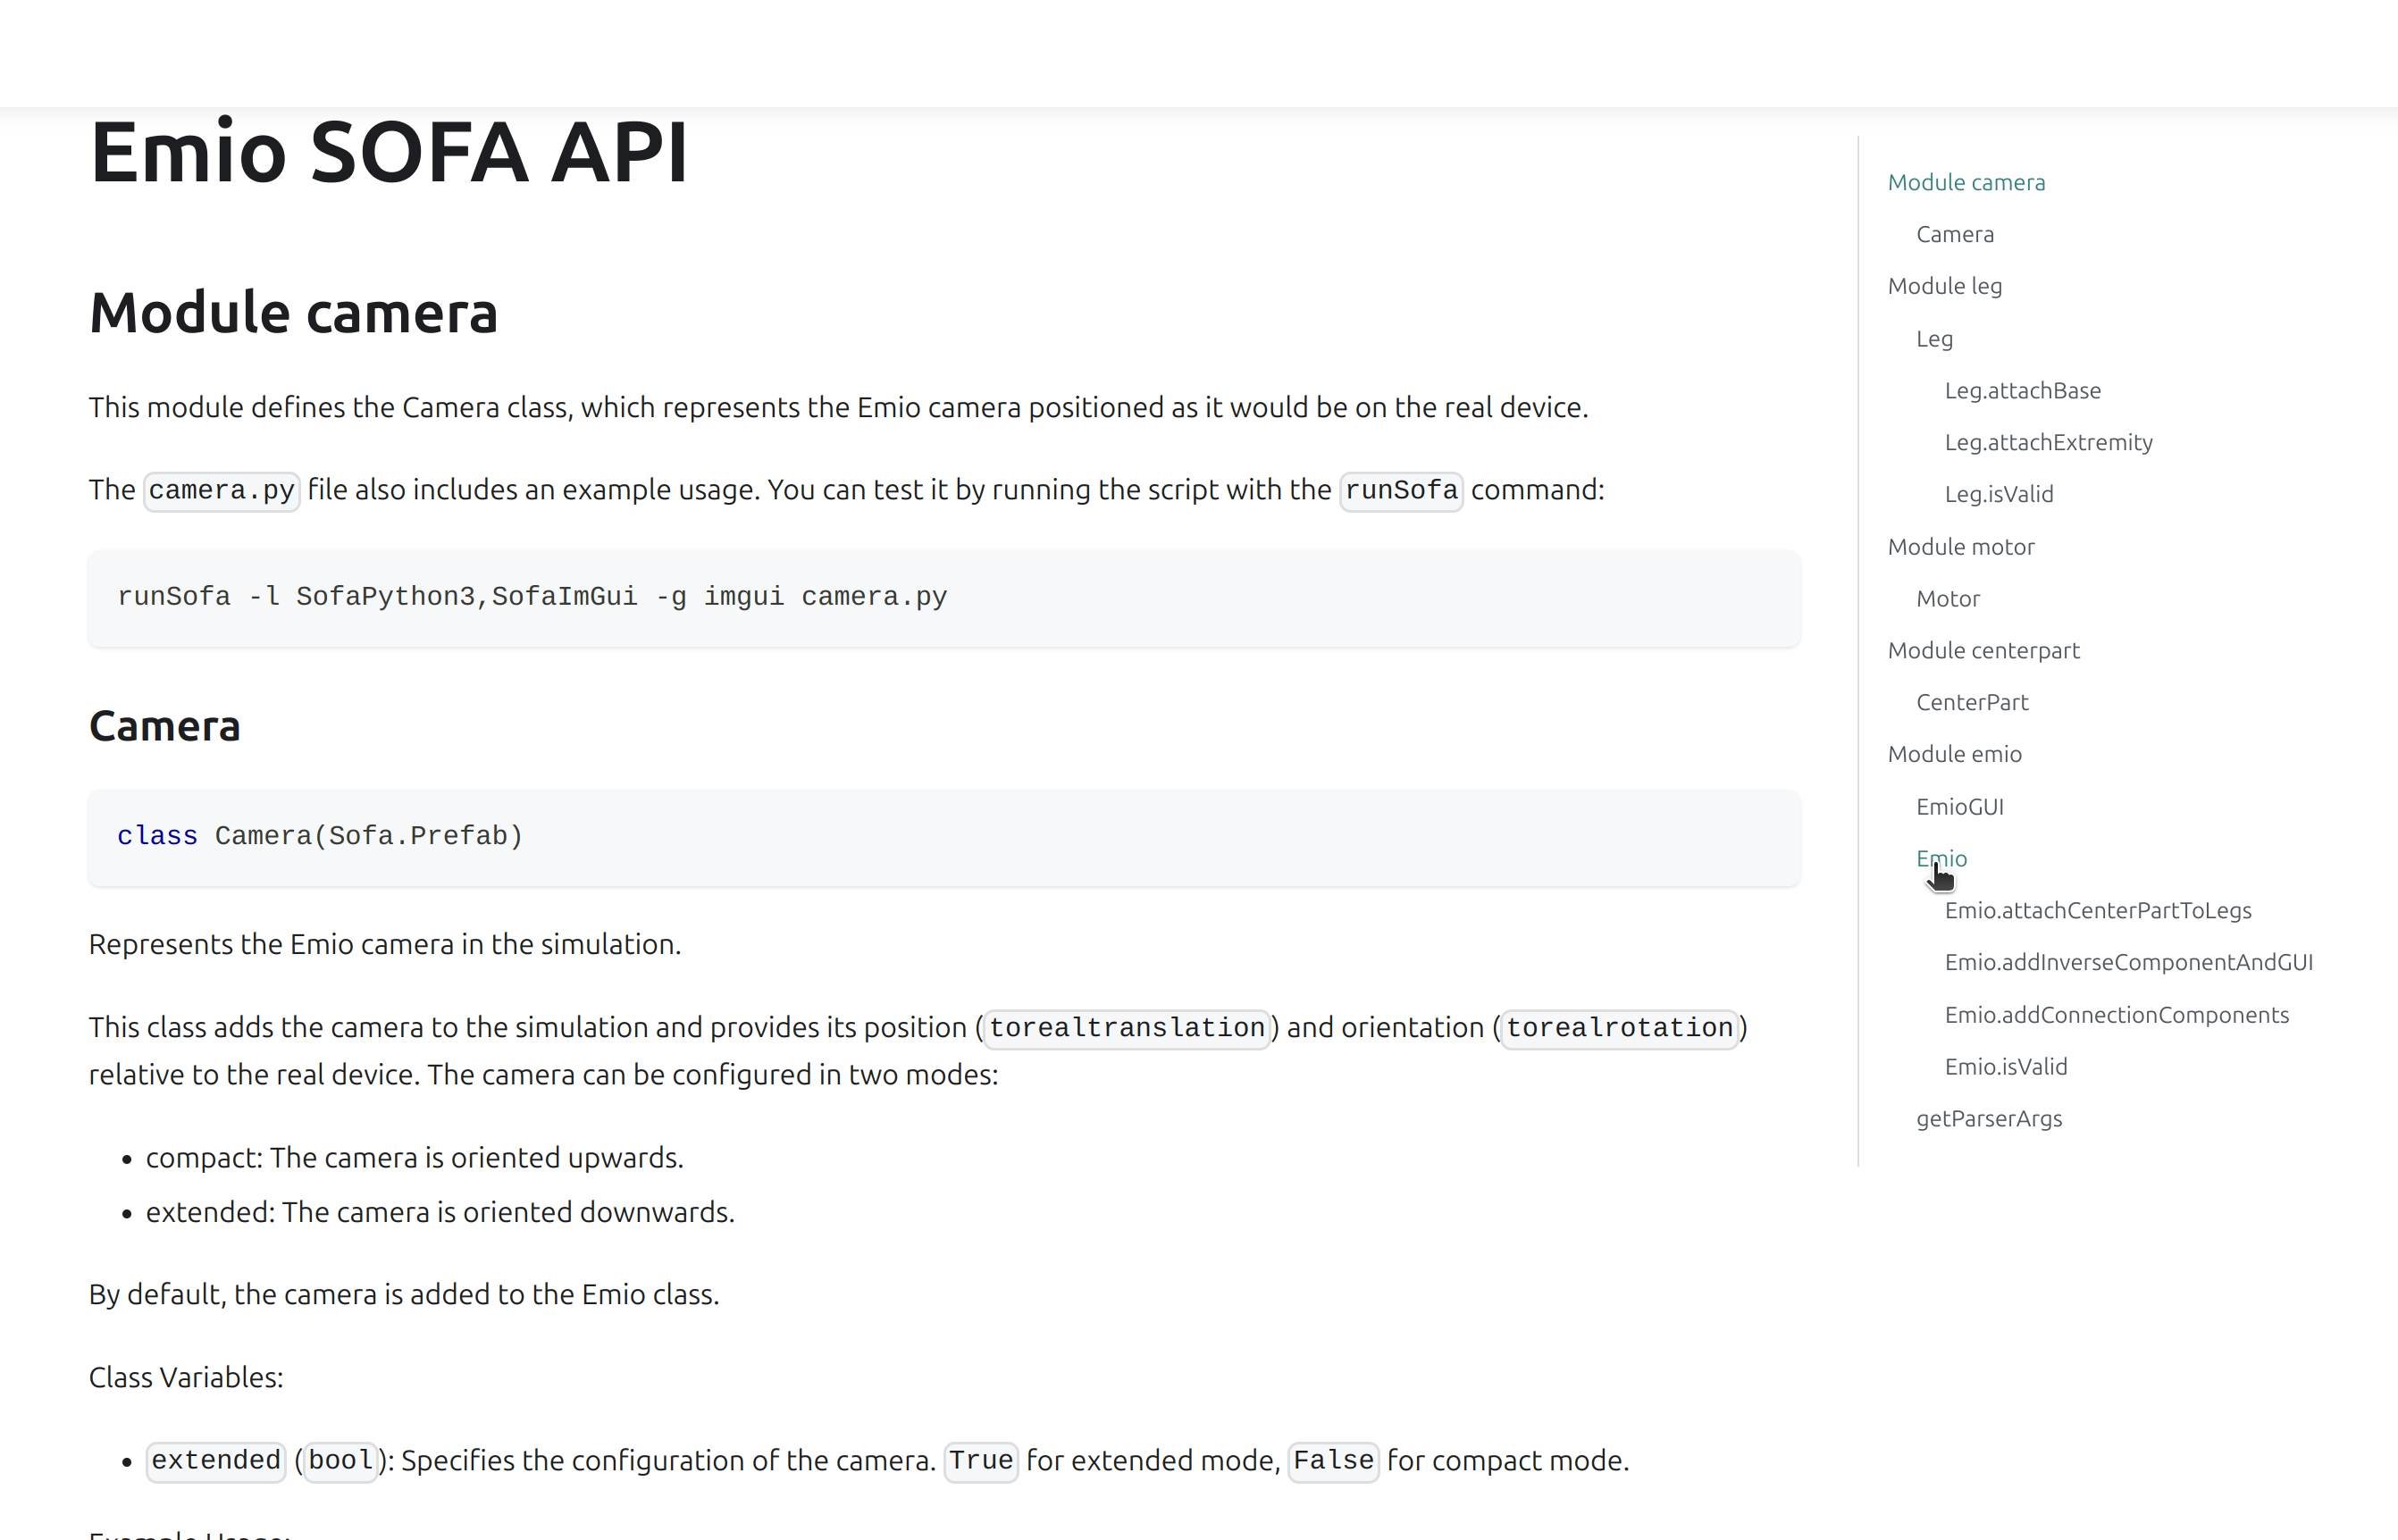 Emio SOFA API
Module camera
This module defines the Camera class, which represents the Emio camera positioned as it would be on the real device.
The camera.py file also includes an example usage. You can test it by running the script with the runSofa command:
runSofa -l SofaPython3,SofaImGui -g imgui camera.py
Camera
class Camera(Sofa.Prefab)
Represents the Emio camera in the simulation.
This class adds the camera to the simulation and provides its position (torealtranslation) and orientation (torealrotation)
relative to the real device. The camera can be configured in two modes:
• compact: The camera is oriented upwards.
• extended: The camera is oriented downwards.
By default, the camera is added to the Emio class.
Class Variables:
• extended (bool): Specifies the configuration of the camera. True for extended mode, False for compact mode.
Example Usage:
Module camera
Camera
Module leg
Leg
Leg.attachBase
Leg.attachExtremity
Leg.isValid
Module motor
Motor
Module centerpart
CenterPart
Module emio
EmioGUI
Emio
Emio.attachCenterPartToLegs
Emio.addInverseComponentAndGUI
Emio.addConnectionComponents
Emio.isValid
getParserArgs